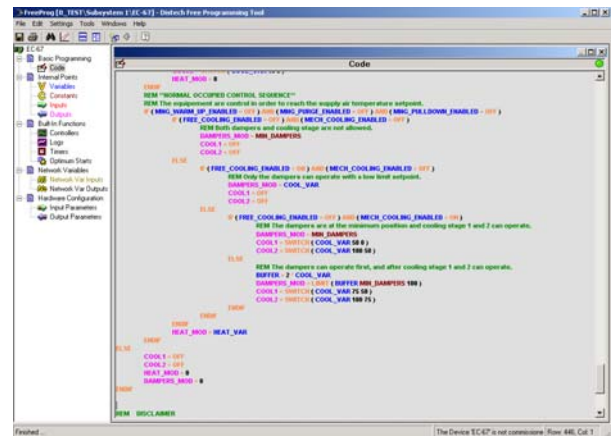 FreeProg [D_TEST\Subsystem 1\EC-67] - Distech Free Programming Tool
File Edit Settings Tools Windows Help
EC-67
Basic Programming
Code
Internal Points
Variables
Constants
Inputs
Outputs
Built-In Functions
Controllers
Logs
Timers
Optimum Starts
Network Variables
Network Var Inputs
Network Var Outputs
Hardware Configuration
Input Parameters
Output Parameters
Code
HEAT_MOD = 0
ENDIF
REM **NORMAL OCCUPIED CONTROL SEQUENCE**
REM The equipement are control in order to reach the supply air temperature setpoint.
IF ( MNG_WARM_UP_ENABLED = OFF ) AND ( MNG_PURGE_ENABLED = OFF ) AND ( MNG_PULLDOWN_ENABLED = OFF )
IF ( FREE_COOLING_ENABLED = OFF ) AND ( MECH_COOLING_ENABLED = OFF )
REM Both dampers and cooling stage are not allowed.
DAMPERS_MOD = MIN_DAMPERS
COOL1 = OFF
COOL2 = OFF
ELSE
IF ( FREE_COOLING_ENABLED = ON ) AND ( MECH_COOLING_ENABLED = OFF )
REM Only the dampers can operate with a low limit setpoint.
DAMPERS_MOD = COOL_VAR
COOL1 = OFF
COOL2 = OFF
ELSE
IF ( FREE_COOLING_ENABLED = OFF ) AND ( MECH_COOLING_ENABLED = ON )
REM The dampers are at the minimum position and cooling stage 1 and 2 can operate.
DAMPERS_MOD = MIN_DAMPERS
COOL1 = SWITCH ( COOL_VAR 50 0 )
COOL2 = SWITCH ( COOL_VAR 100 50 )
ELSE
REM The dampers can operate first, and after cooling stage 1 and 2 can operate.
BUFFER = 2 * COOL_VAR
DAMPERS_MOD = LIMIT ( BUFFER MIN_DAMPERS 100 )
COOL1 = SWITCH ( COOL_VAR 75 50 )
COOL2 = SWITCH ( COOL_VAR 100 75 )
ENDIF
ENDIF
ENDIF
HEAT_MOD = HEAT_VAR
ENDIF
ELSE
COOL1 = OFF
COOL2 = OFF
HEAT_MOD = 0
DAMPERS_MOD = 0
ENDIF
REM DISCLAIMER
Finished ...
The Device 'EC-67' is not commissione
Row: 446, Col: 1